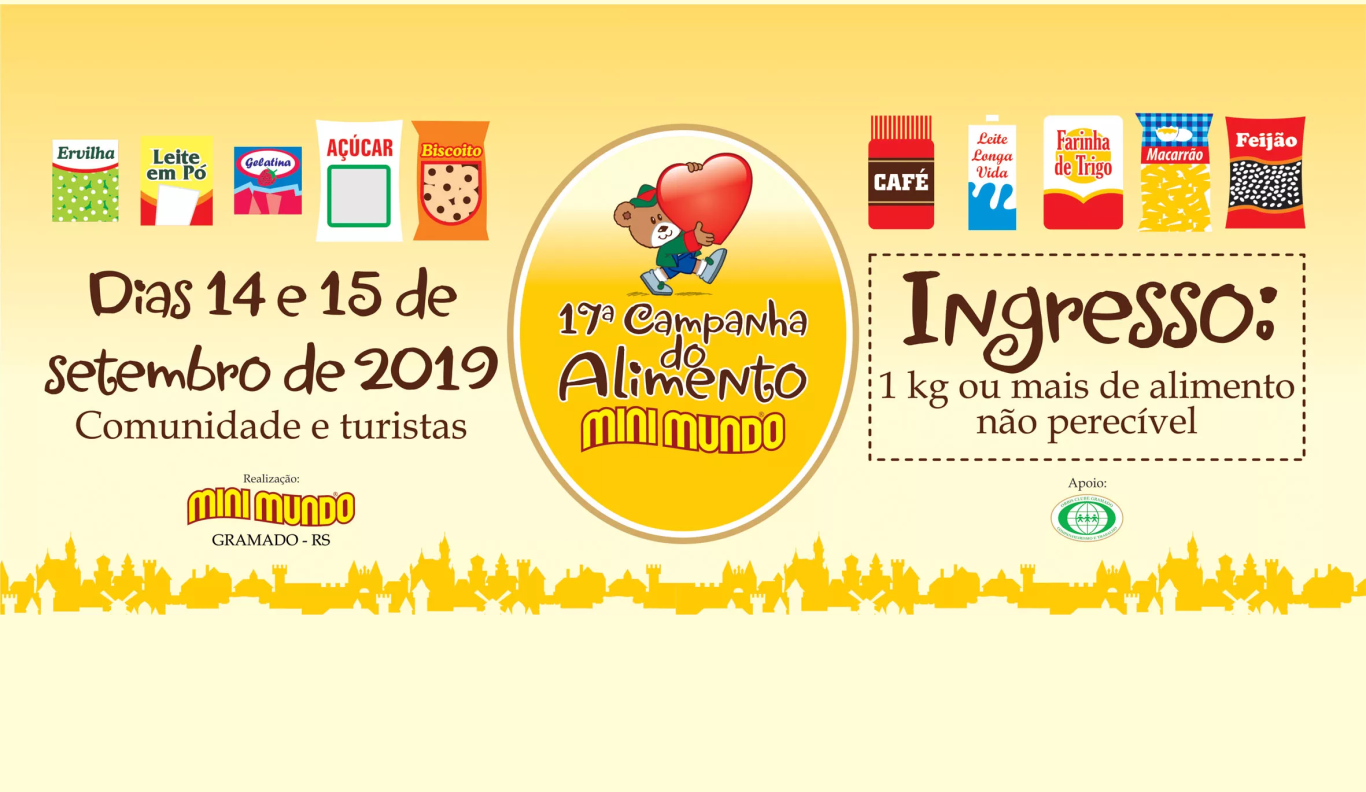 Ervilha
Leite
em Pó
Gelatina
AÇÚCAR
Biscoito
Dias 14 e 15 de
setembro de 2019
Comunidade e turistas
Realização:
MINI MUNDO
GRAMADO - RS
17ª Campanha
do
Alimento
MINI MUNDO
CAFÉ
Leite
Longa
Vida
Farinha
de Trigo
Macarrão
Feijão
Ingresso:
1 kg ou mais de alimento
não perecível
Apoio: